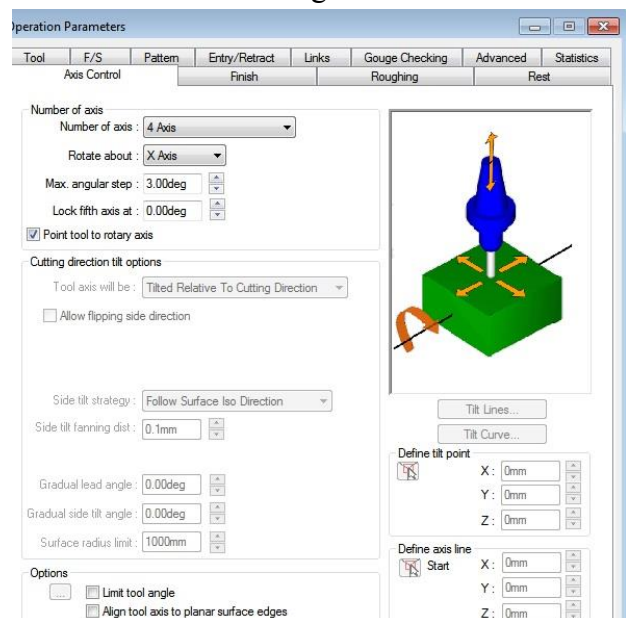 Operation Parameters
Tool F/S Pattern Entry/Retract Links Gouge Checking Advanced Statistics
Axis Control Finish Roughing Rest
Number of axis
Number of axis : 4 Axis
Rotate about : X Axis
Max. angular step : 3.00deg
Lock fifth axis at : 0.00deg
Point tool to rotary axis
Cutting direction tilt options
Tool axis will be : Tilted Relative To Cutting Direction
Allow flipping side direction
Side tilt strategy : Follow Surface Iso Direction
Side tilt fanning dist : 0.1mm
Gradual lead angle : 0.00deg
Gradual side tilt angle : 0.00deg
Surface radius limit : 1000mm
Options
... Limit tool angle
Align tool axis to planar surface edges
Tilt Lines...
Tilt Curve...
Define tilt point
X : 0mm
Y : 0mm
Z : 0mm
Define axis line
Start X : 0mm
Y : 0mm
Z : 0mm